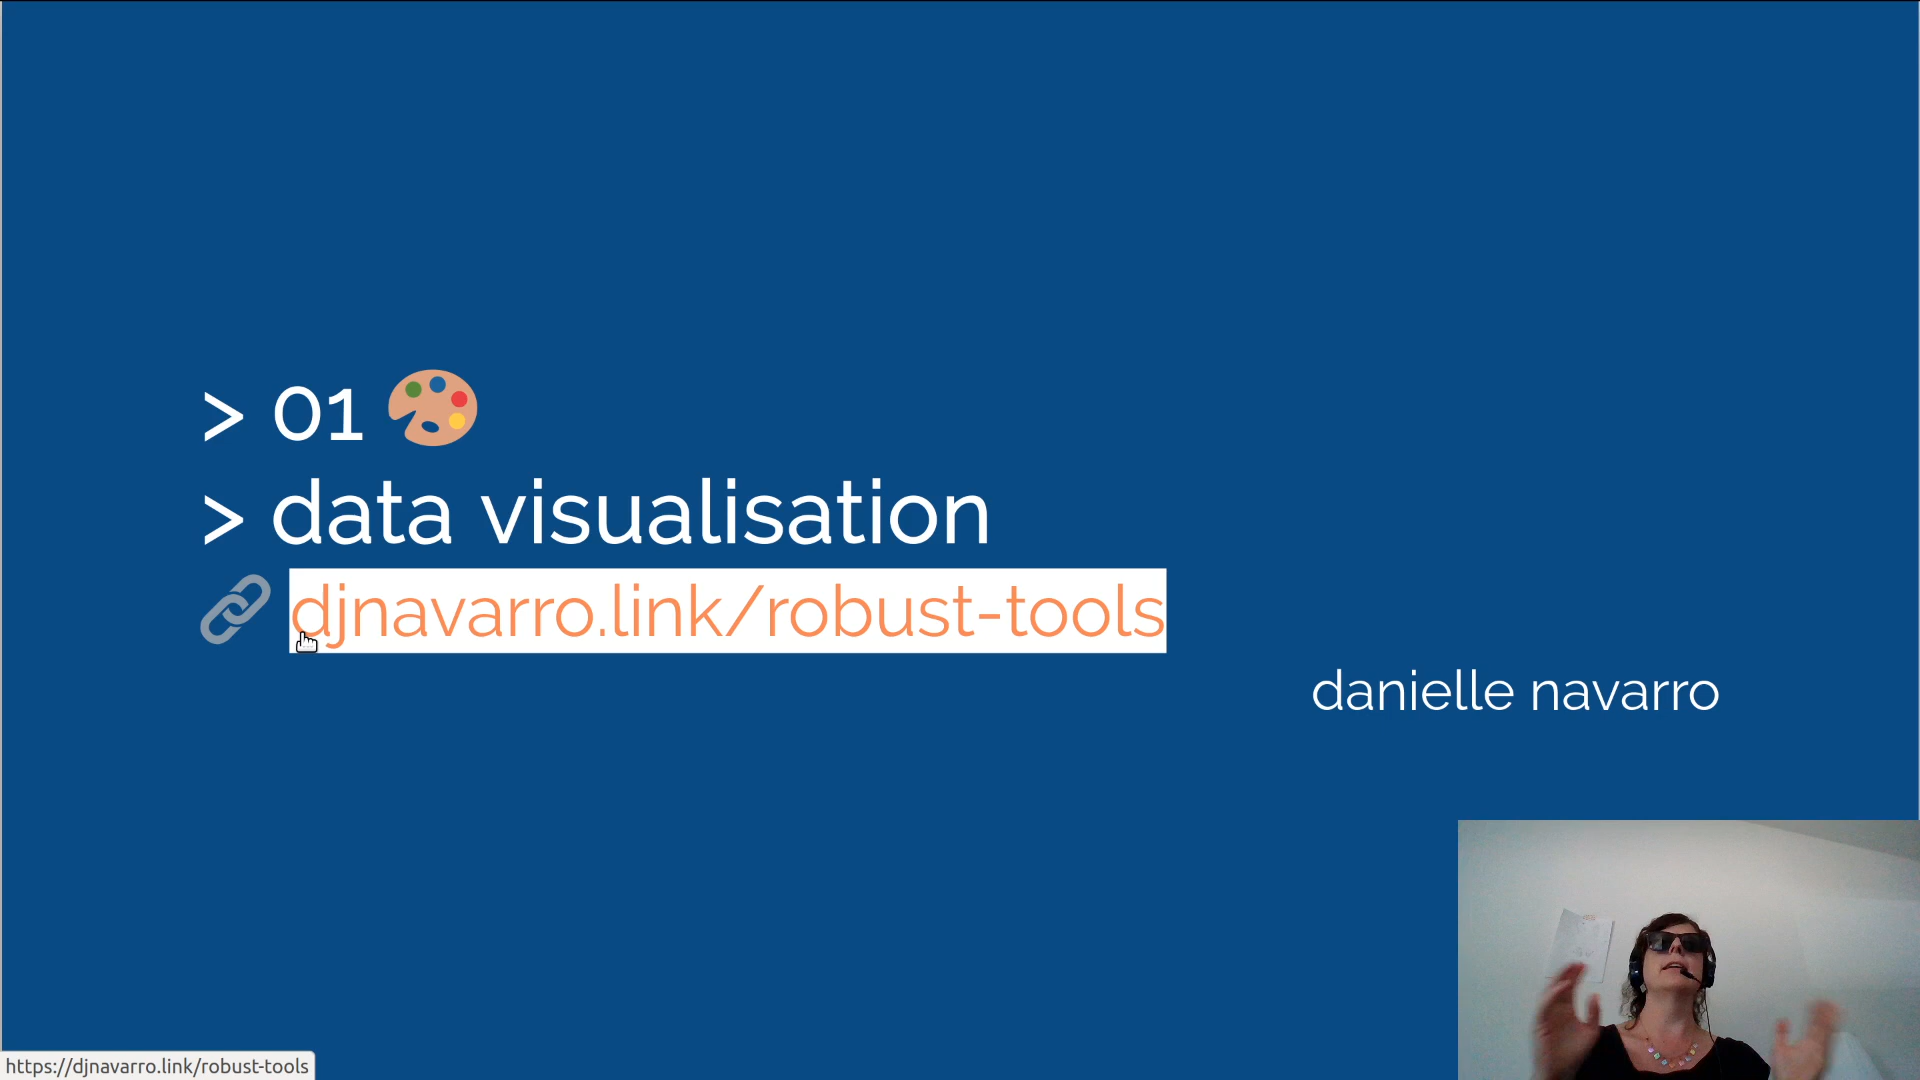 > 01
> data visualisation
djnavarro.link/robust-tools
danielle navarro
https://djnavarro.link/robust-tools